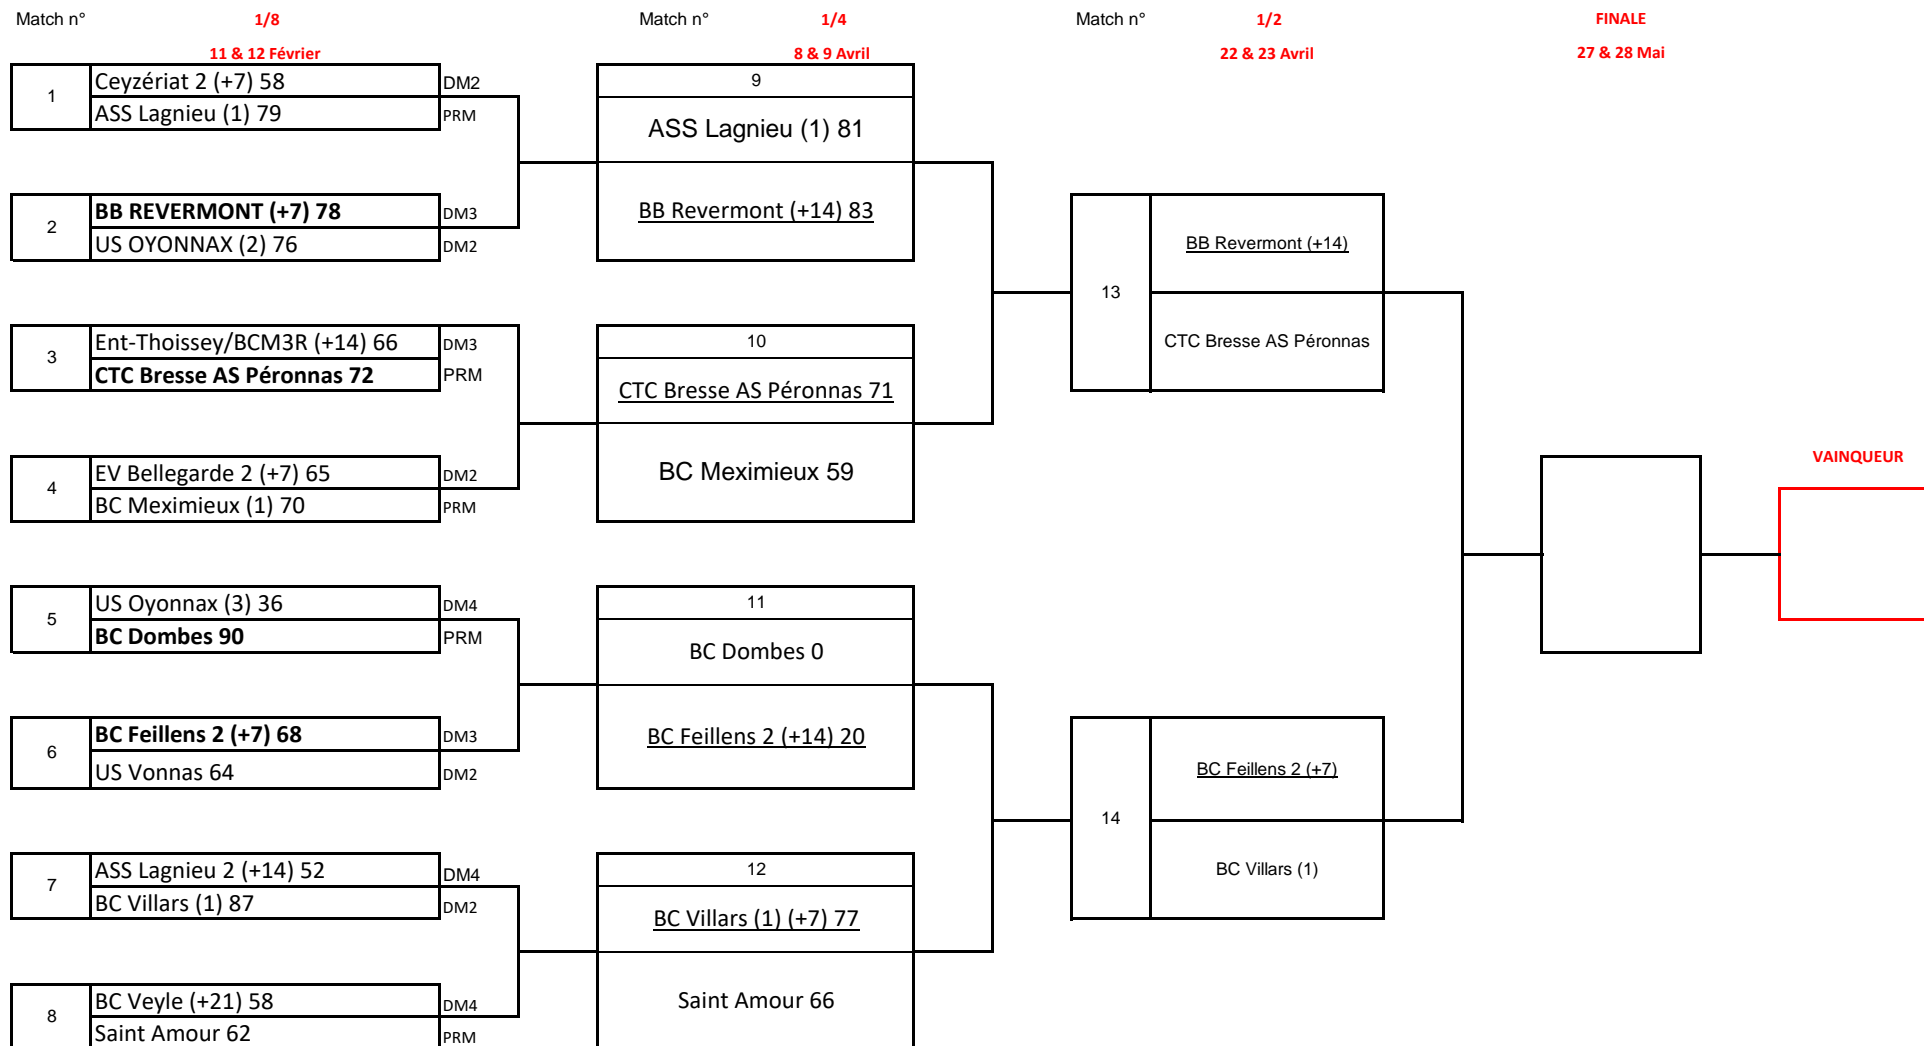 Match n° 1/8 Match n° 1/4 Match n° 1/2 FINALE
11 & 12 Février 8 & 9 Avril 22 & 23 Avril 27 & 28 Mai
1
Ceyzériat 2 (+7) 58 DM2
ASS Lagnieu (1) 79 PRM
2
BB REVERMONT (+7) 78 DM3
US OYONNAX (2) 76 DM2
3
Ent-Thoissey/BCM3R (+14) 66 DM3
CTC Bresse AS Péronnas 72 PRM
4
EV Bellegarde 2 (+7) 65 DM2
BC Meximieux (1) 70 PRM
5
US Oyonnax (3) 36 DM4
BC Dombes 90 PRM
6
BC Feillens 2 (+7) 68 DM3
US Vonnas 64 DM2
7
ASS Lagnieu 2 (+14) 52 DM4
BC Villars (1) 87 DM2
8
BC Veyle (+21) 58 DM4
Saint Amour 62 PRM
9
ASS Lagnieu (1) 81
BB Revermont (+14) 83
10
CTC Bresse AS Péronnas 71
BC Meximieux 59
11
BC Dombes 0
BC Feillens 2 (+14) 20
12
BC Villars (1) (+7) 77
Saint Amour 66
13
BB Revermont (+14)
CTC Bresse AS Péronnas
14
BC Feillens 2 (+7)
BC Villars (1)
VAINQUEUR